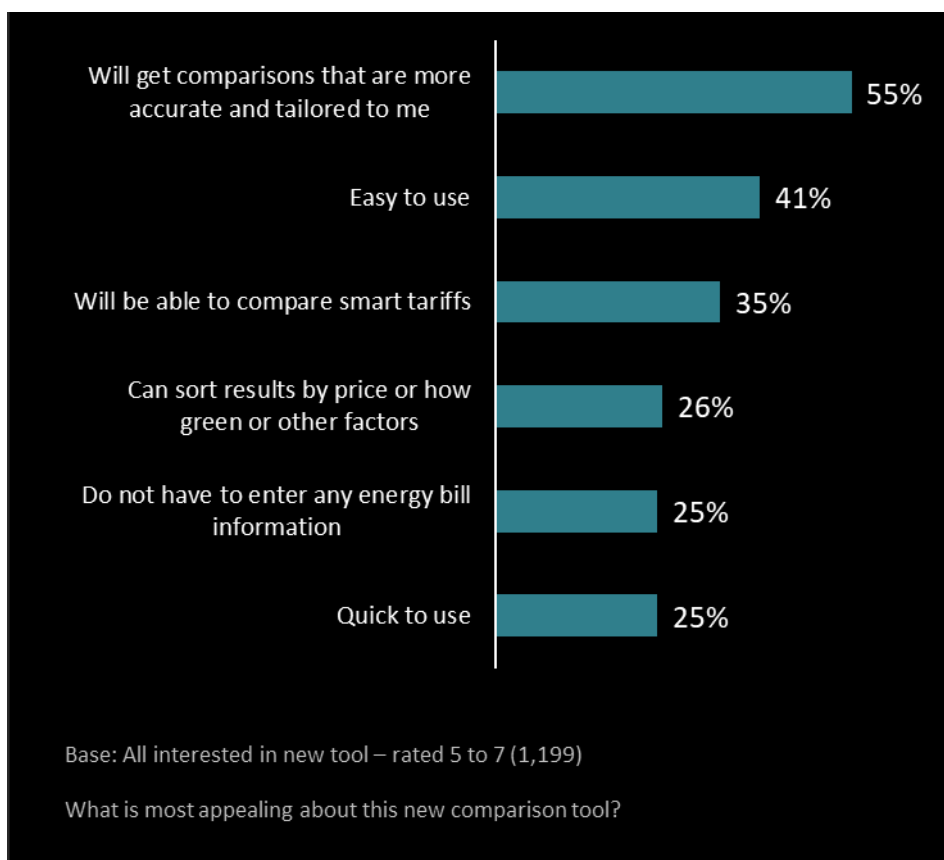 Will get comparisons that are more
accurate and tailored to me
55%
Easy to use
41%
Will be able to compare smart tariffs
35%
Can sort results by price or how
green or other factors
26%
Do not have to enter any energy bill
information
25%
Quick to use
25%
Base: All interested in new tool – rated 5 to 7 (1,199)
What is most appealing about this new comparison tool?